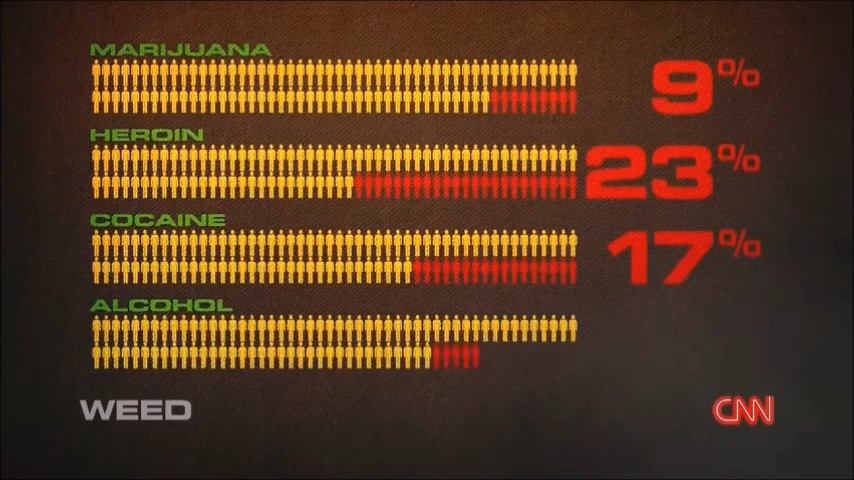 MARIJUANA
9%
HEROIN
23%
COCAINE
17%
ALCOHOL
WEED
CNN